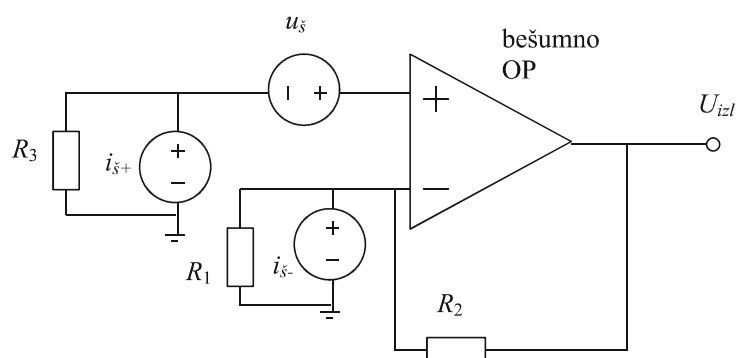 uš
bešumno
OP
Uizl
+
R3
iš+
+
−
− +
−
R1
iš-
+
−
R2